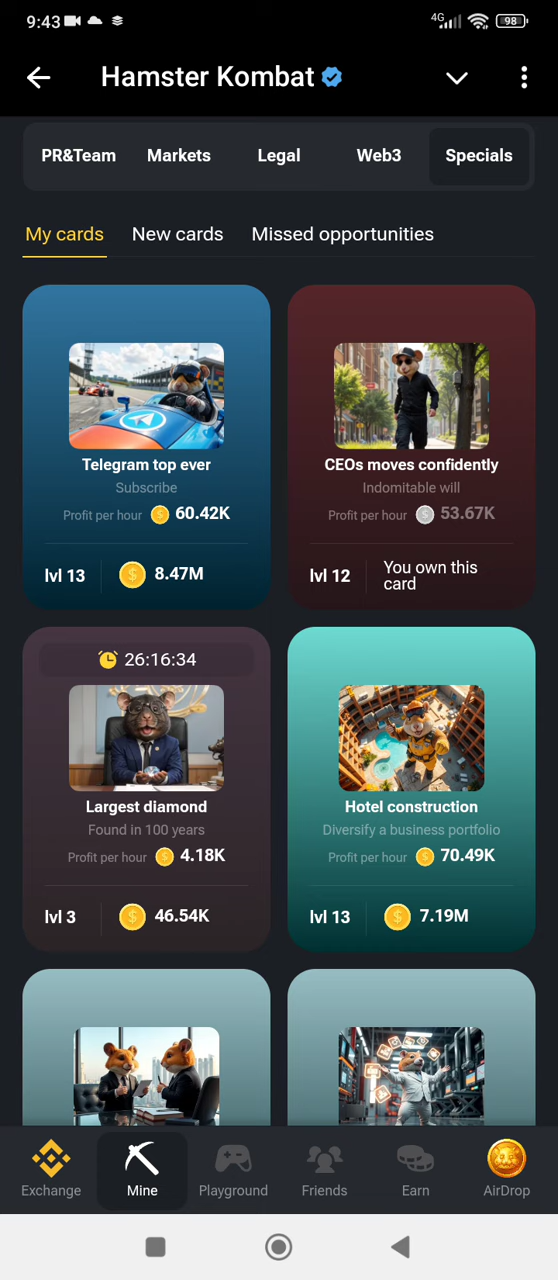 9:43
4G
98
Hamster Kombat
PR&Team
Markets
Legal
Web3
Specials
My cards
New cards
Missed opportunities
Telegram top ever
Subscribe
Profit per hour 60.42K
lvl 13
8.47M
CEOs moves confidently
Indomitable will
Profit per hour 53.67K
lvl 12
You own this
card
26:16:34
Largest diamond
Found in 100 years
Profit per hour 4.18K
lvl 3
46.54K
Hotel construction
Diversify a business portfolio
Profit per hour 70.49K
lvl 13
7.19M
Exchange
Mine
Playground
Friends
Earn
AirDrop